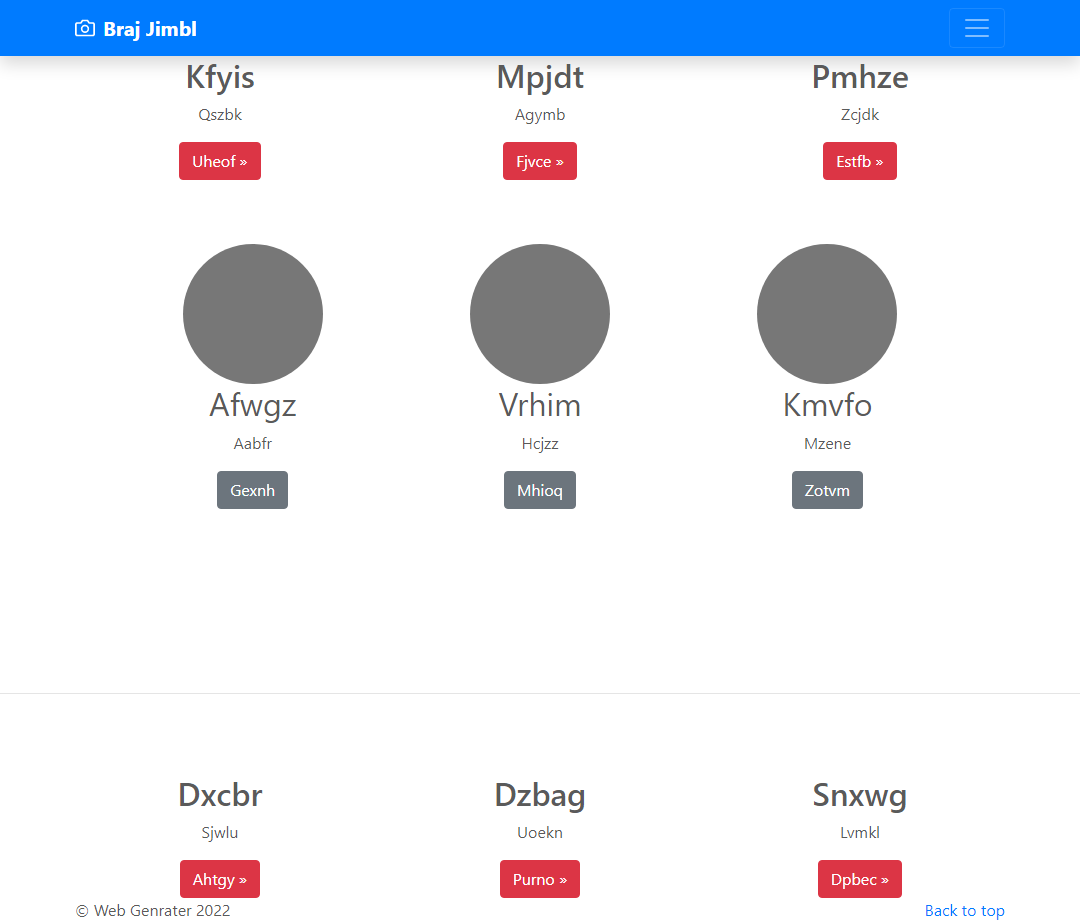 Braj Jimbl
Kfyis
Mpjdt
Pmhze
Qszbk
Agymb
Zcjdk
Uheof »
Fjvce »
Estfb »
Afwgz
Vrhim
Kmvfo
Aabfr
Hcjzz
Mzene
Gexnh
Mhioq
Zotvm
Dxcbr
Dzbag
Snxwg
Sjwlu
Uoekn
Lvmkl
Ahtgy »
Purno »
Dpbec »
© Web Genrater 2022
Back to top